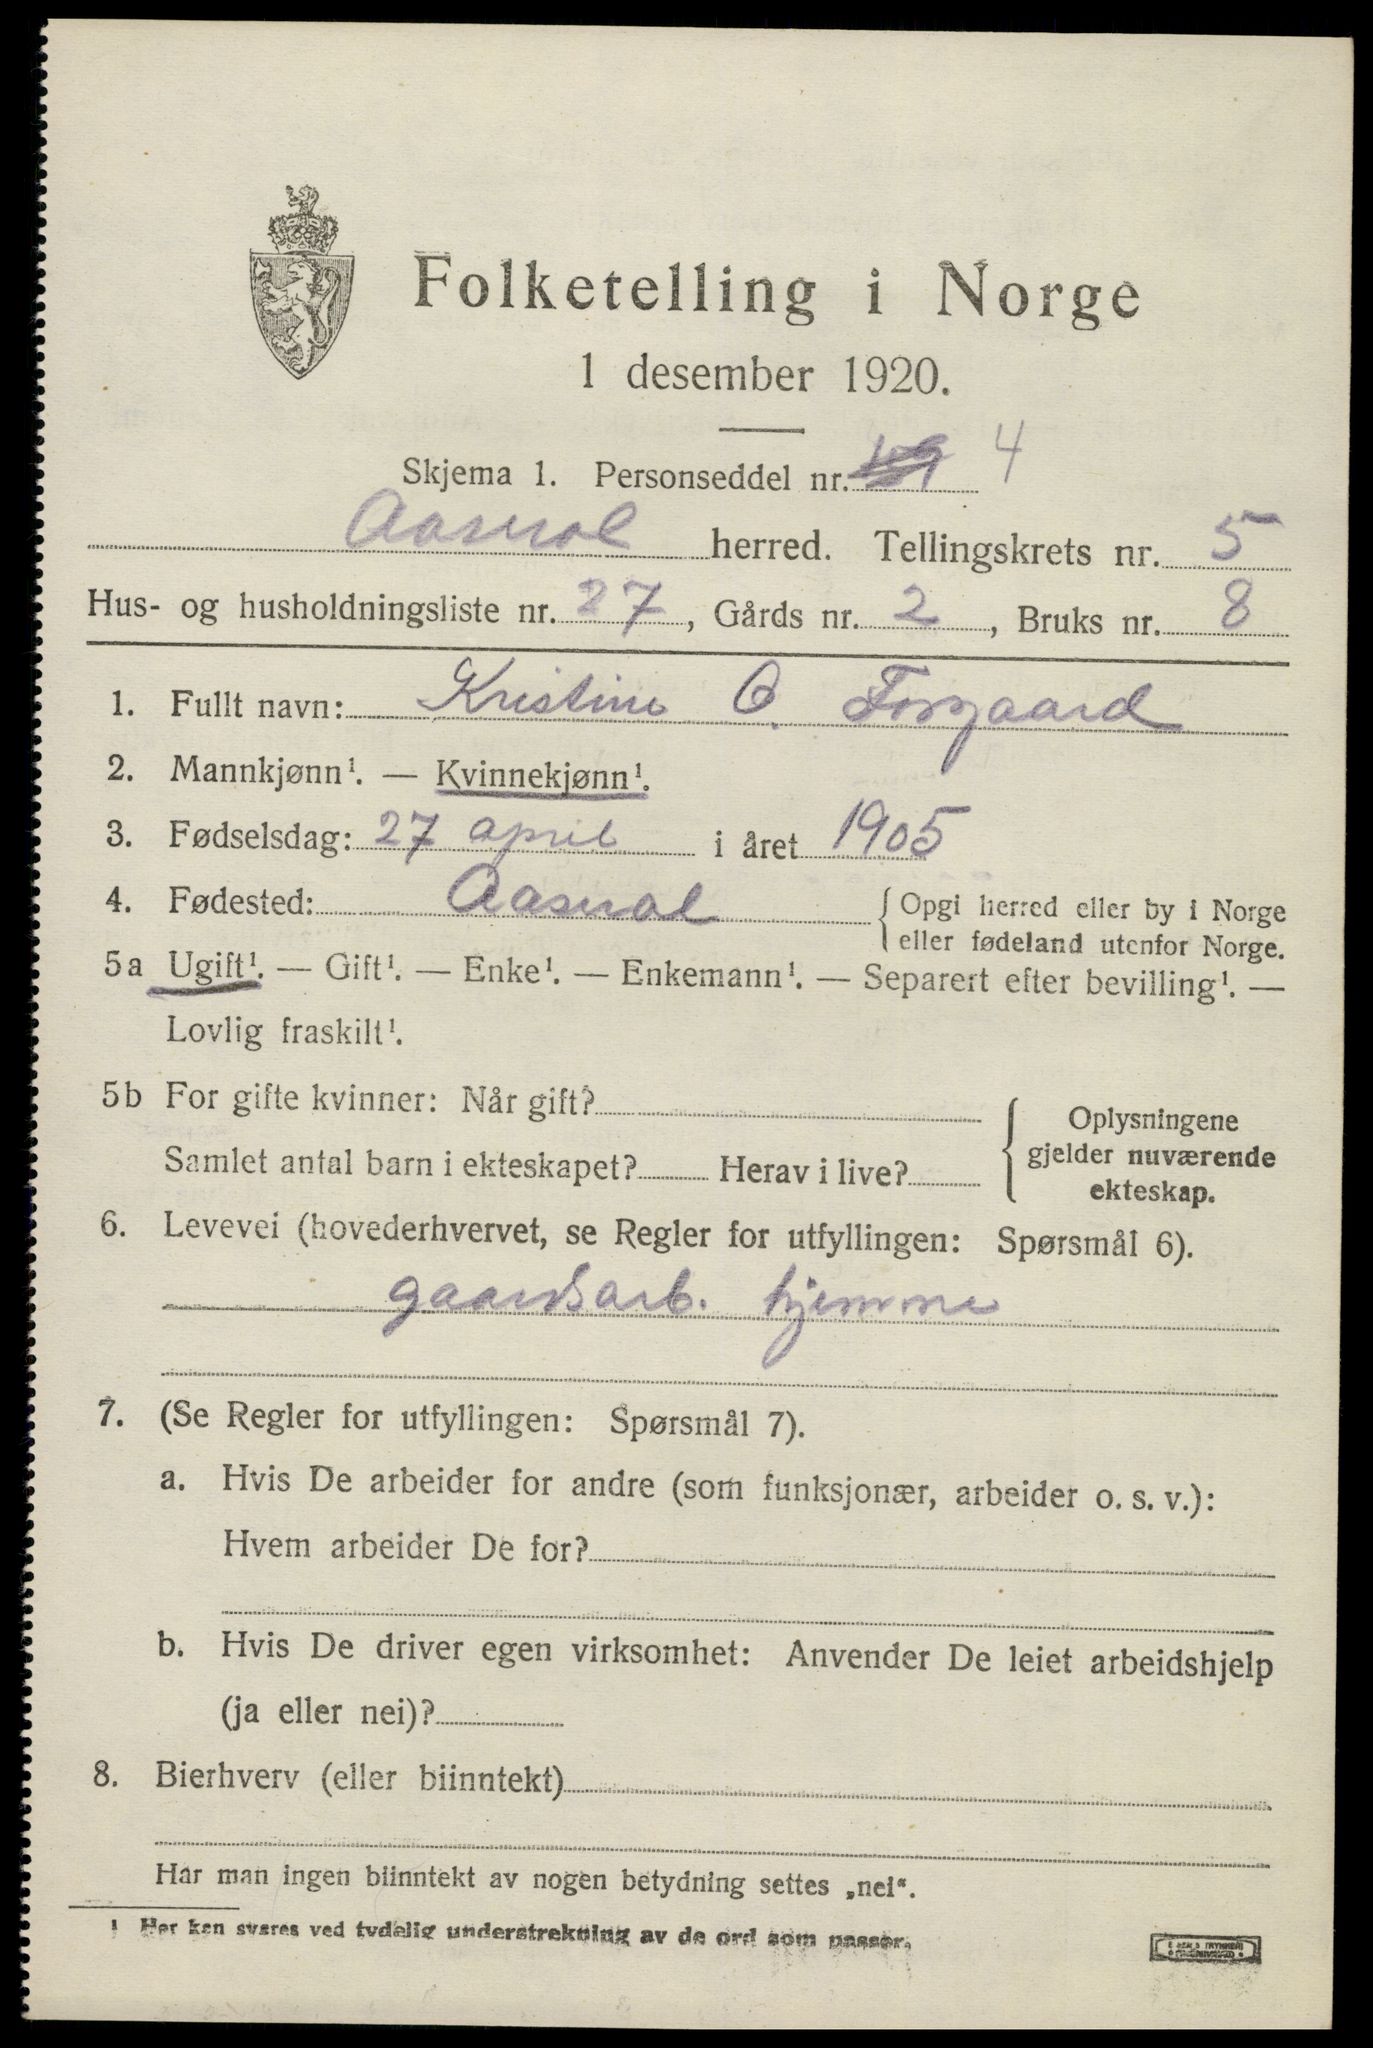 Folketelling i Norge
1 desember 1920.
Skjema 1. Personseddel nr. 4
Aaseral herred. Tellingskrets nr. 5
Hus- og husholdningsliste nr. 27, Gårds nr. 2, Bruks nr. 8
1. Fullt navn: Kristine O. Fosgaard
2. Mannkjønn¹. — Kvinnekjønn¹.
3. Fødselsdag: 27 april i året 1905
4. Fødested: Aaseral { Opgi herred eller by i Norge
eller fødeland utenfor Norge.
5a Ugift¹. — Gift¹. — Enke¹. — Enkemann¹. — Separert efter bevilling¹. —
Lovlig fraskilt¹.
5b For gifte kvinner: Når gift?
Samlet antal barn i ekteskapet? Herav i live?
{ Oplysningene
gjelder nuværende
ekteskap.
6. Levevei (hovederhvervet, se Regler for utfyllingen: Spørsmål 6).
gaardsarb. hjemme
7. (Se Regler for utfyllingen: Spørsmål 7).
a. Hvis De arbeider for andre (som funksjonær, arbeider o. s. v.):
Hvem arbeider De for?
b. Hvis De driver egen virksomhet: Anvender De leiet arbeidshjelp
(ja eller nei)?
8. Bierhverv (eller biinntekt)
Har man ingen biinntekt av nogen betydning settes „nei“.
1 Her kan svares ved tydelig understrekning av de ord som passer.